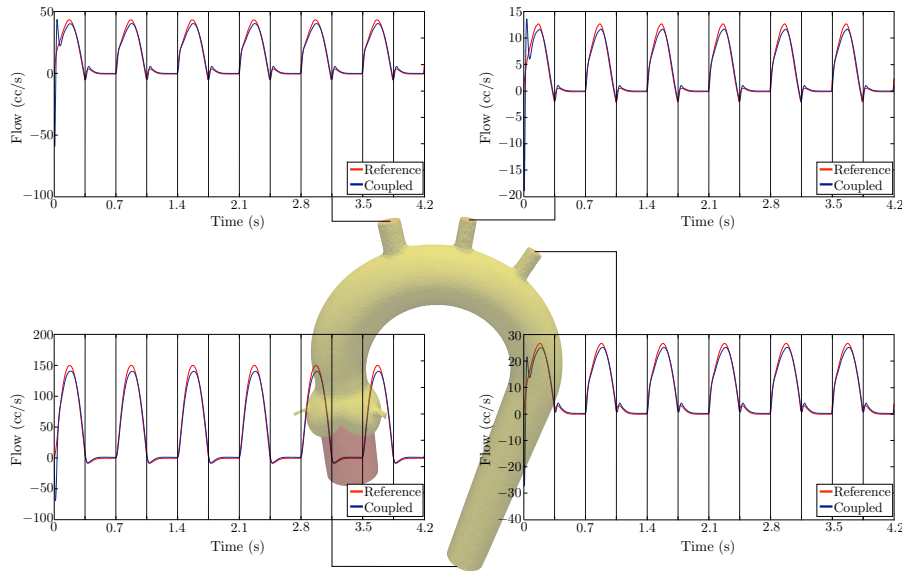 50
0
−50
−100
Flow (cc/s)
Reference
Coupled
0 0.7 1.4 2.1 2.8 3.5 4.2
Time (s)
15
10
5
0
−5
−10
−15
−20
Flow (cc/s)
Reference
Coupled
0 0.7 1.4 2.1 2.8 3.5 4.2
Time (s)
200
150
100
50
0
−50
−100
Flow (cc/s)
Reference
Coupled
0 0.7 1.4 2.1 2.8 3.5 4.2
Time (s)
30
20
10
0
−10
−20
−30
−40
Flow (cc/s)
Reference
Coupled
0 0.7 1.4 2.1 2.8 3.5 4.2
Time (s)